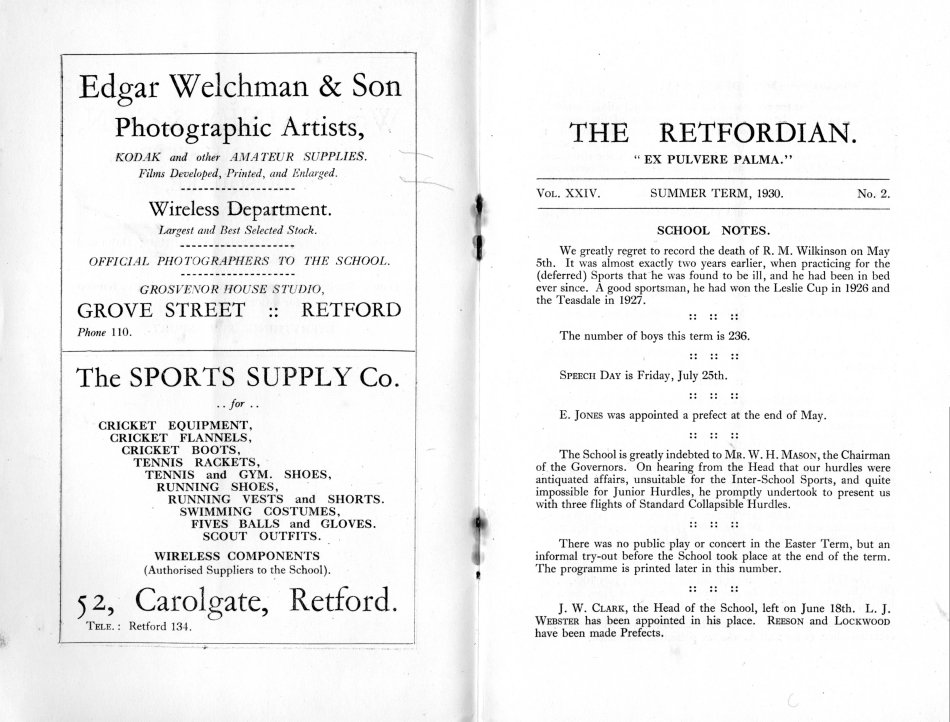 Edgar Welchman & Son
Photographic Artists,
KODAK and other AMATEUR SUPPLIES.
Films Developed, Printed, and Enlarged.
Wireless Department.
Largest and Best Selected Stock.
OFFICIAL PHOTOGRAPHERS TO THE SCHOOL.
GROSVENOR HOUSE STUDIO,
GROVE STREET :: RETFORD
Phone 110.
The SPORTS SUPPLY Co.
.. for ..
CRICKET EQUIPMENT,
CRICKET FLANNELS,
CRICKET BOOTS,
TENNIS RACKETS,
TENNIS and GYM. SHOES,
RUNNING SHOES,
RUNNING VESTS and SHORTS.
SWIMMING COSTUMES,
FIVES BALLS and GLOVES.
SCOUT OUTFITS.
WIRELESS COMPONENTS
(Authorised Suppliers to the School).
52, Carolgate, Retford.
TELE. : Retford 134.
THE RETFORDIAN.
"EX PULVERE PALMA."
VOL. XXIV. SUMMER TERM, 1930. No. 2.
SCHOOL NOTES.
We greatly regret to record the death of R. M. Wilkinson on May
5th. It was almost exactly two years earlier, when practicing for the
(deferred) Sports that he was found to be ill, and he had been in bed
ever since. A good sportsman, he had won the Leslie Cup in 1926 and
the Teasdale in 1927.
:: :: ::
The number of boys this term is 236.
:: :: ::
SPEECH DAY is Friday, July 25th.
:: :: ::
E. JONES was appointed a prefect at the end of May.
:: :: ::
The School is greatly indebted to MR. W. H. MASON, the Chairman
of the Governors. On hearing from the Head that our hurdles were
antiquated affairs, unsuitable for the Inter-School Sports, and quite
impossible for Junior Hurdles, he promptly undertook to present us
with three flights of Standard Collapsible Hurdles.
:: :: ::
There was no public play or concert in the Easter Term, but an
informal try-out before the School took place at the end of the term.
The programme is printed later in this number.
:: :: ::
J. W. CLARK, the Head of the School, left on June 18th. L. J.
WEBSTER has been appointed in his place. REESON and LOCKWOOD
have been made Prefects.